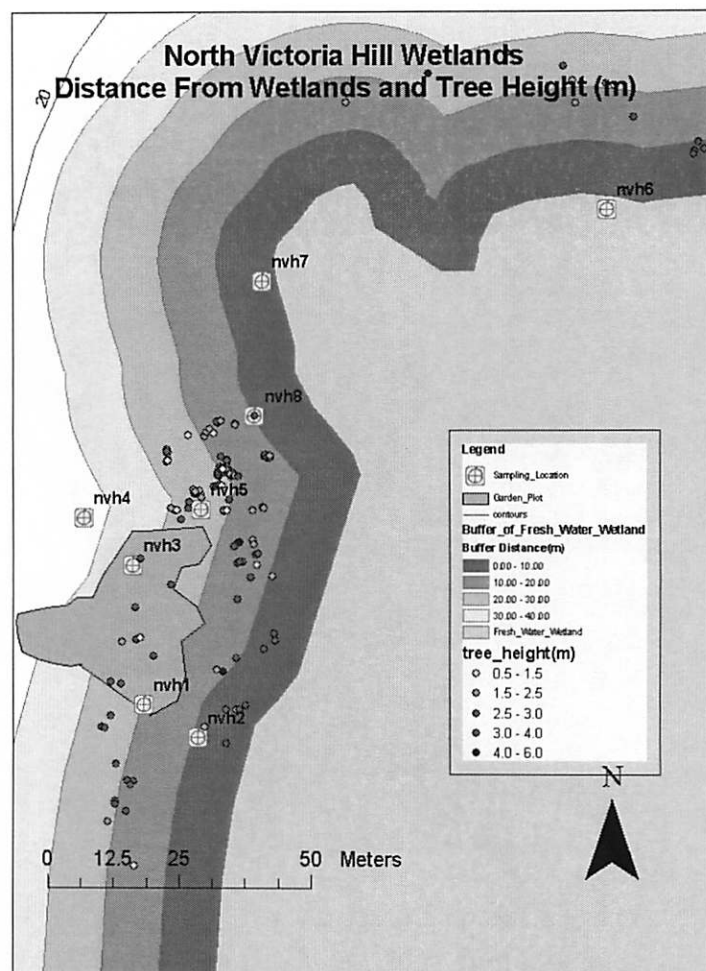 North Victoria Hill Wetlands
Distance From Wetlands and Tree Height (m)
20
nvh6
nvh7
nvh8
nvh5
nvh4
nvh3
nvh1
nvh2
Legend
Sampling_Location
Garden_Plot
contours
Buffer_of_Fresh_Water_Wetland
Buffer Distance(m)
0.00 - 10.00
10.00 - 20.00
20.00 - 30.00
30.00 - 40.00
Fresh_Water_Wetland
tree_height(m)
0.5 - 1.5
1.5 - 2.5
2.5 - 3.0
3.0 - 4.0
4.0 - 6.0
N
0 12.5 25 50 Meters